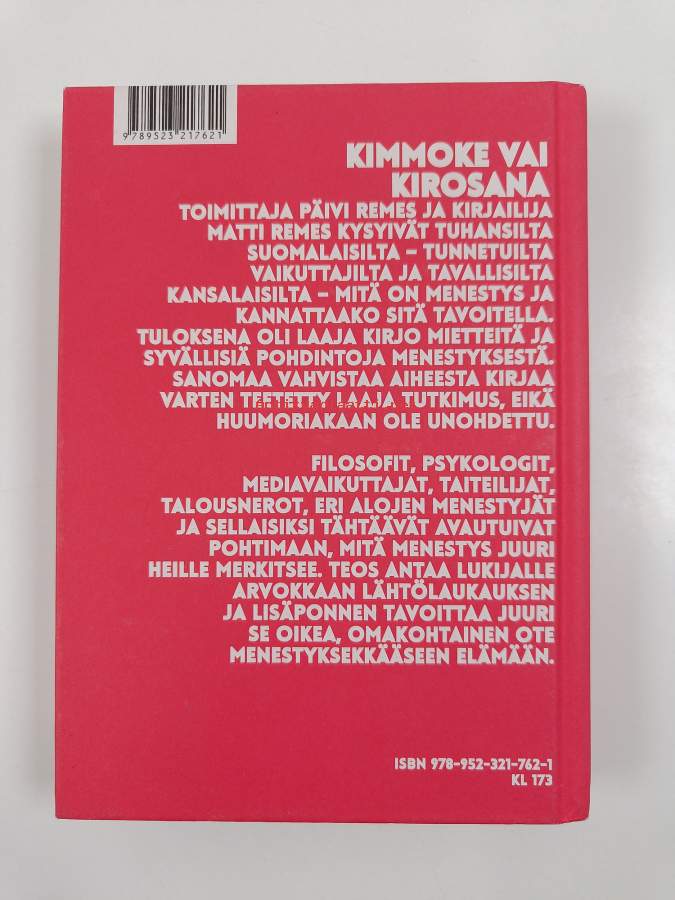 9789523217621
KIMMOKE VAI
KIROSANA
TOIMITTAJA PÄIVI REMES JA KIRJAILIJA
MATTI REMES KYSYIVÄT TUHANSILTA
SUOMALAISILTA – TUNNETUILTA
VAIKUTTAJILTA JA TAVALLISILTA
KANSALAISILTA – MITÄ ON MENESTYS JA
KANNATTAAKO SITÄ TAVOITELLA.
TULOKSENA OLI LAAJA KIRJO MIETTEITÄ JA
SYVÄLLISIÄ POHDINTOJA MENESTYKSESTÄ.
SANOMAA VAHVISTAA AIHEESTA KIRJAA
VARTEN TEETETTY LAAJA TUTKIMUS, EIKÄ
HUUMORIAKAAN OLE UNOHDETTU.
FILOSOFIT, PSYKOLOGIT,
MEDIAVAIKUTTAJAT, TAITEILIJAT,
TALOUSNEROT, ERI ALOJEN MENESTYJÄT
JA SELLAISIKSI TÄHTÄÄVÄT AVAUTUIVAT
POHTIMAAN, MITÄ MENESTYS JUURI
HEILLE MERKITSEE. TEOS ANTAA LUKIJALLE
ARVOKKAAN LÄHTÖLAUKAUKSEN
JA LISÄPONNEN TAVOITTAA JUURI
SE OIKEA, OMAKOHTAINEN OTE
MENESTYKSEKKÄÄSEEN ELÄMÄÄN.
ISBN 978-952-321-762-1
KL 173